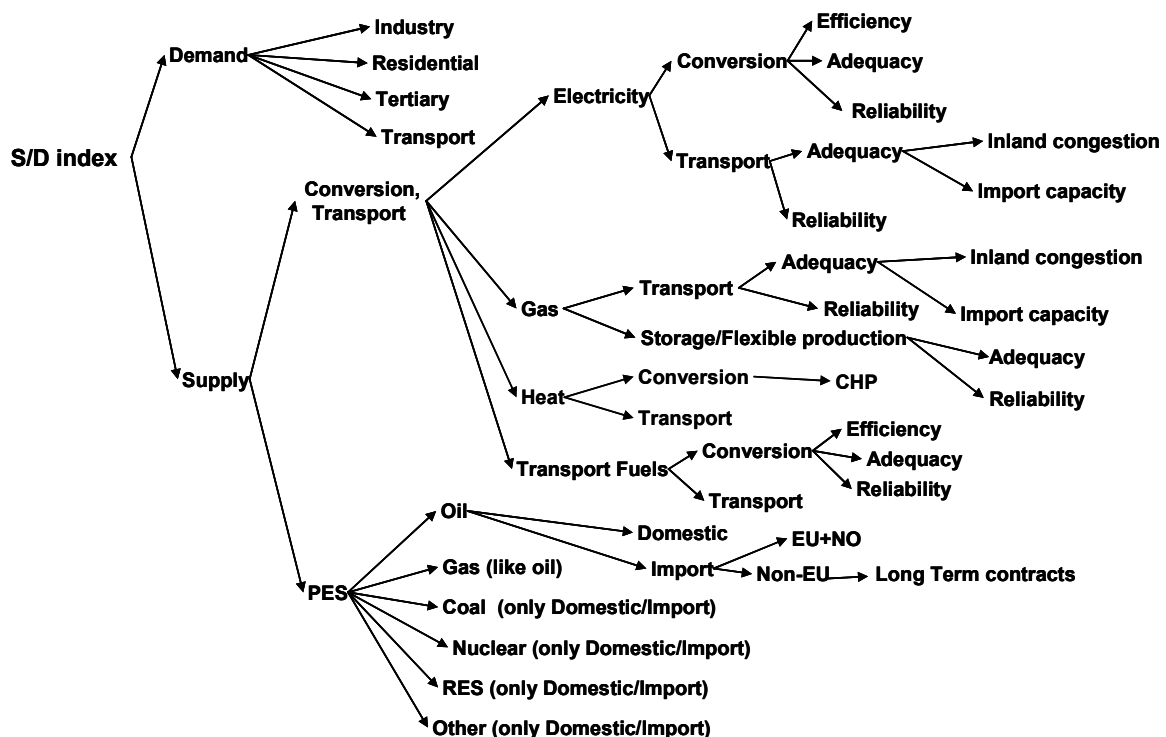 S/D index
Demand
Industry
Residential
Tertiary
Transport
Supply
Conversion,
Transport
Electricity
Conversion
Efficiency
Adequacy
Reliability
Transport
Adequacy
Inland congestion
Import capacity
Reliability
Gas
Transport
Adequacy
Inland congestion
Import capacity
Reliability
Storage/Flexible production
Adequacy
Reliability
Heat
Conversion
CHP
Transport
Transport Fuels
Conversion
Efficiency
Adequacy
Reliability
Transport
PES
Oil
Domestic
Import
EU+NO
Non-EU
Long Term contracts
Gas (like oil)
Coal (only Domestic/Import)
Nuclear (only Domestic/Import)
RES (only Domestic/Import)
Other (only Domestic/Import)